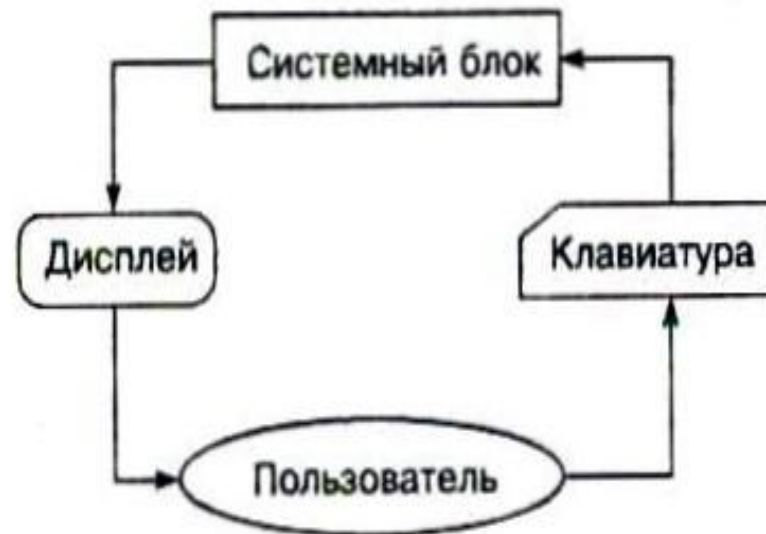 Системный блок
Дисплей
Клавиатура
Пользователь